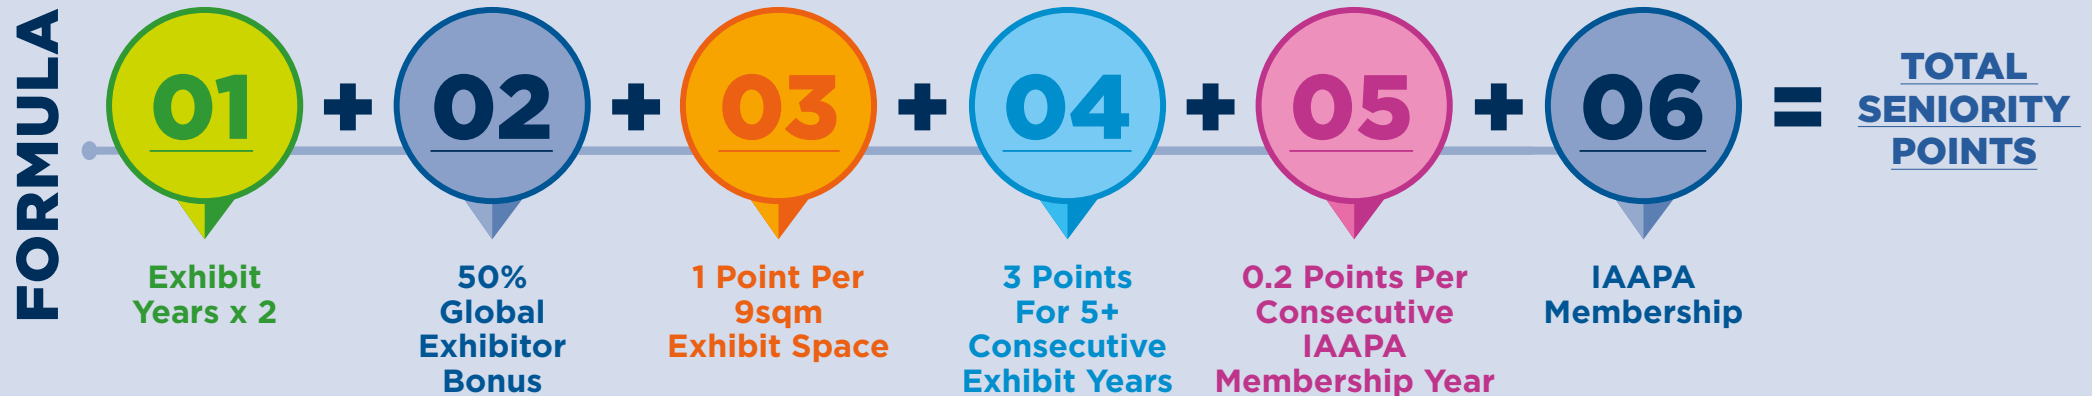 FORMULA
01 + 02 + 03 + 04 + 05 + 06 =
TOTAL
SENIORITY
POINTS
Exhibit
Years x 2
50%
Global
Exhibitor
Bonus
1 Point Per
9sqm
Exhibit Space
3 Points
For 5+
Consecutive
Exhibit Years
0.2 Points Per
Consecutive
IAAPA
Membership Year
IAAPA
Membership